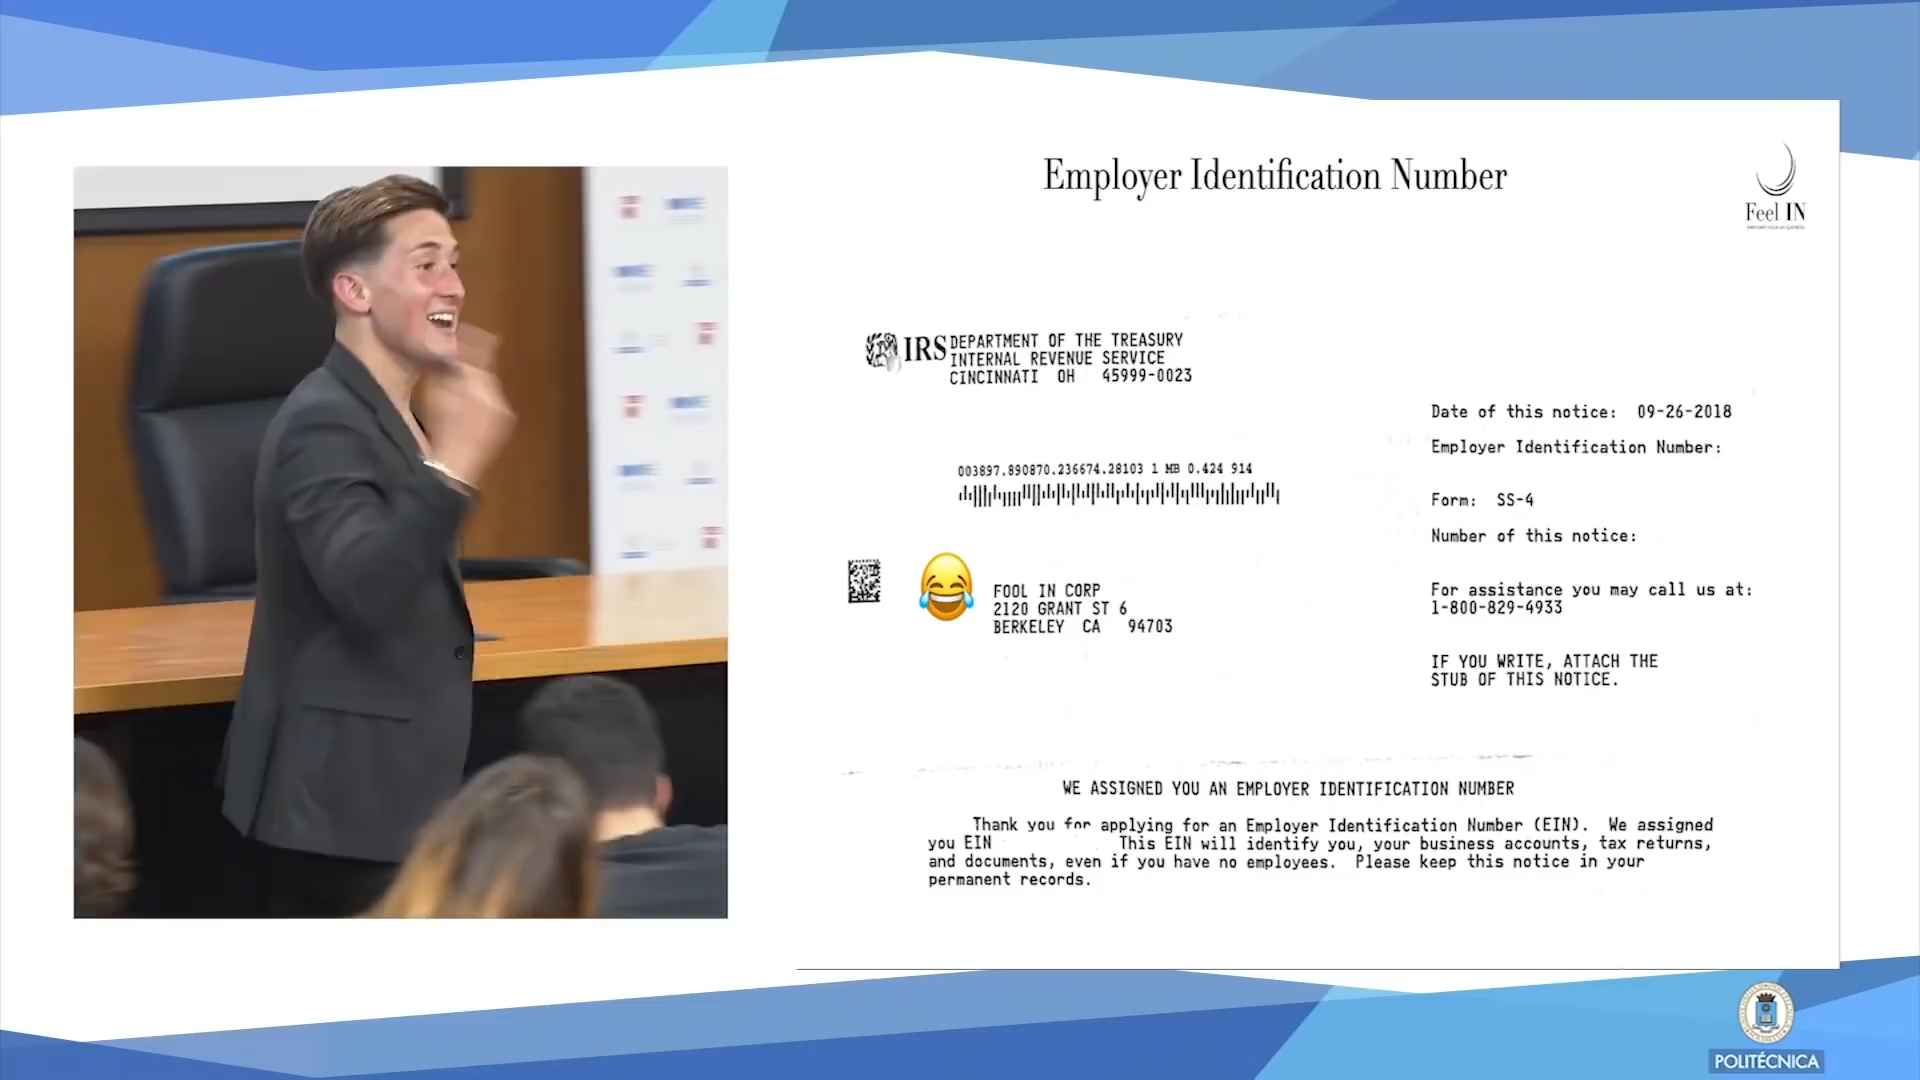 Employer Identification Number
Feel IN
IRS DEPARTMENT OF THE TREASURY
INTERNAL REVENUE SERVICE
CINCINNATI OH 45999-0023
Date of this notice: 09-26-2018
Employer Identification Number:
003897.890870.236674.28103 1 MB 0.424 914
Form: SS-4
Number of this notice:
FOOL IN CORP
2120 GRANT ST 6
BERKELEY CA 94703
For assistance you may call us at:
1-800-829-4933
IF YOU WRITE, ATTACH THE
STUB OF THIS NOTICE.
WE ASSIGNED YOU AN EMPLOYER IDENTIFICATION NUMBER
Thank you for applying for an Employer Identification Number (EIN). We assigned
you EIN This EIN will identify you, your business accounts, tax returns,
and documents, even if you have no employees. Please keep this notice in your
permanent records.
POLITÉCNICA